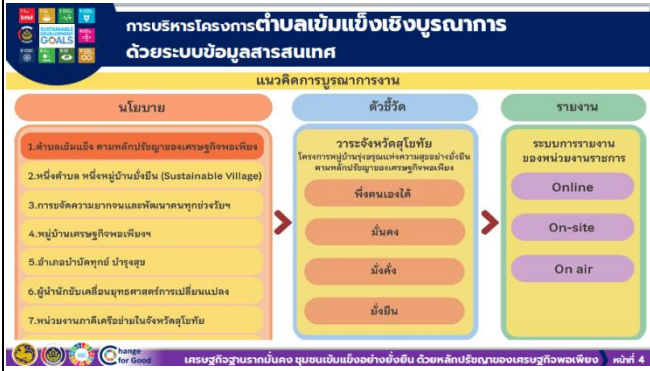 SUSTAINABLE
DEVELOPMENT
GOALS
การบริหารโครงการตำบลเข้มแข็งเชิงบูรณาการ
ด้วยระบบข้อมูลสารสนเทศ
แนวคิดการบูรณาการงาน
นโยบาย
1.ตำบลเข้มแข็ง ตามหลักปรัชญาของเศรษฐกิจพอเพียง
2.หนึ่งตำบล หนึ่งหมู่บ้านยั่งยืน (Sustainable Village)
3.การขจัดความยากจนและพัฒนาคนทุกช่วงวัยฯ
4.หมู่บ้านเศรษฐกิจพอเพียงฯ
5.อำเภอบำบัดทุกข์ บำรุงสุข
6.ผู้นำนักขับเคลื่อนยุทธศาสตร์การเปลี่ยนแปลง
7.หน่วยงานภาคีเครือข่ายในจังหวัดสุโขทัย
ตัวชี้วัด
วาระจังหวัดสุโขทัย
โครงการหมู่บ้านรุ่งอรุณแห่งความสุขอย่างยั่งยืน
ตามหลักปรัชญาของเศรษฐกิจพอเพียง
พึ่งตนเองได้
มั่นคง
มั่งคั่ง
ยั่งยืน
รายงาน
ระบบการรายงาน
ของหน่วยงานราชการ
Online
On-site
On air
Change
for Good
เศรษฐกิจฐานรากมั่นคง ชุมชนเข้มแข็งอย่างยั่งยืน ด้วยหลักปรัชญาของเศรษฐกิจพอเพียง
หน้าที่ 4